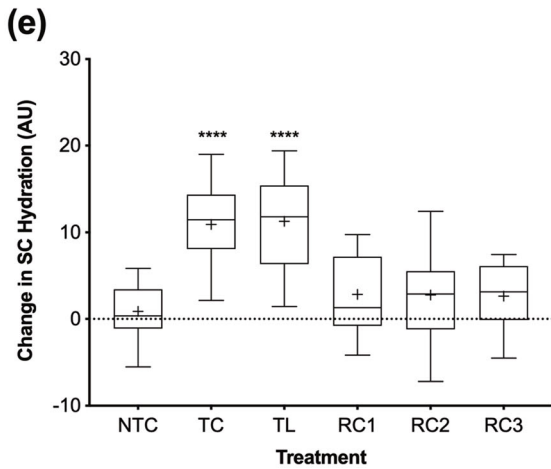 (e)
Change in SC Hydration (AU)
30
20
10
0
-10
**** ****
NTC TC TL RC1 RC2 RC3
Treatment